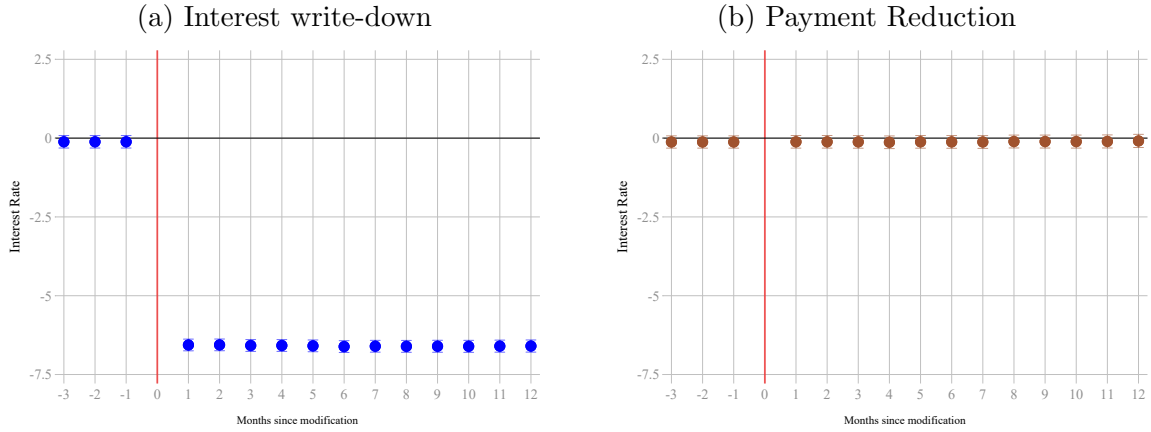 (a) Interest write-down
2.5
0
-2.5
-5
-7.5
Interest Rate
-3 -2 -1 0 1 2 3 4 5 6 7 8 9 10 11 12
Months since modification
(b) Payment Reduction
2.5
0
-2.5
-5
-7.5
Interest Rate
-3 -2 -1 0 1 2 3 4 5 6 7 8 9 10 11 12
Months since modification